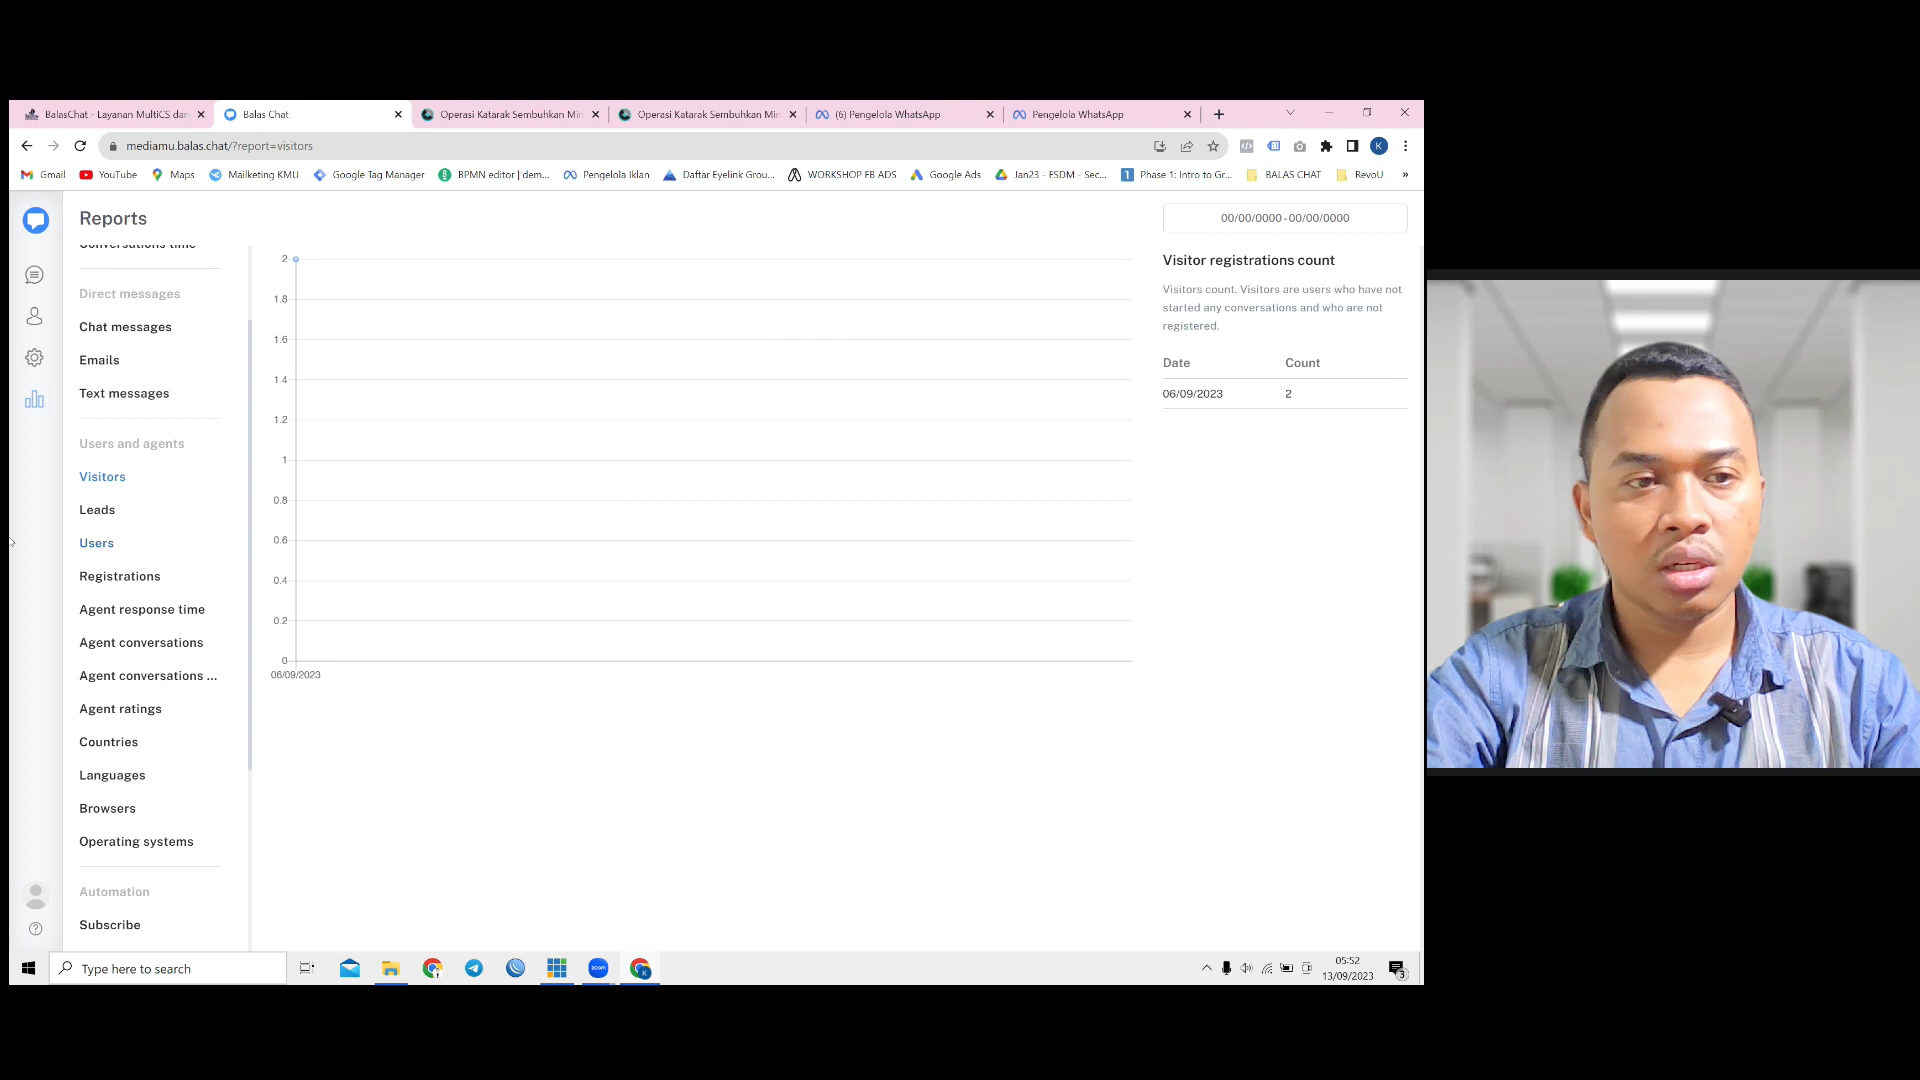 BalasChat - Layanan MultiCS dan
Balas Chat
Operasi Katarak Sembuhkan Min
Operasi Katarak Sembuhkan Min
(6) Pengelola WhatsApp
Pengelola WhatsApp
mediamu.balas.chat/?report=visitors
K
Gmail
YouTube
Maps
Mailketing KMU
Google Tag Manager
BPMN editor | dem...
Pengelola Iklan
Daftar Eyelink Grou...
WORKSHOP FB ADS
Google Ads
Jan23 - FSDM - Sec...
1 Phase 1: Intro to Gr...
BALAS CHAT
RevoU
»
Reports
00/00/0000 - 00/00/0000
Conversations time
Direct messages
Chat messages
Emails
Text messages
Users and agents
Visitors
Leads
Users
Registrations
Agent response time
Agent conversations
Agent conversations ...
Agent ratings
Countries
Languages
Browsers
Operating systems
Automation
Subscribe
2
1.8
1.6
1.4
1.2
1
0.8
0.6
0.4
0.2
0
06/09/2023
Visitor registrations count
Visitors count. Visitors are users who have not
started any conversations and who are not
registered.
Date Count
06/09/2023 2
Type here to search
zoom
K
05:52
13/09/2023
3